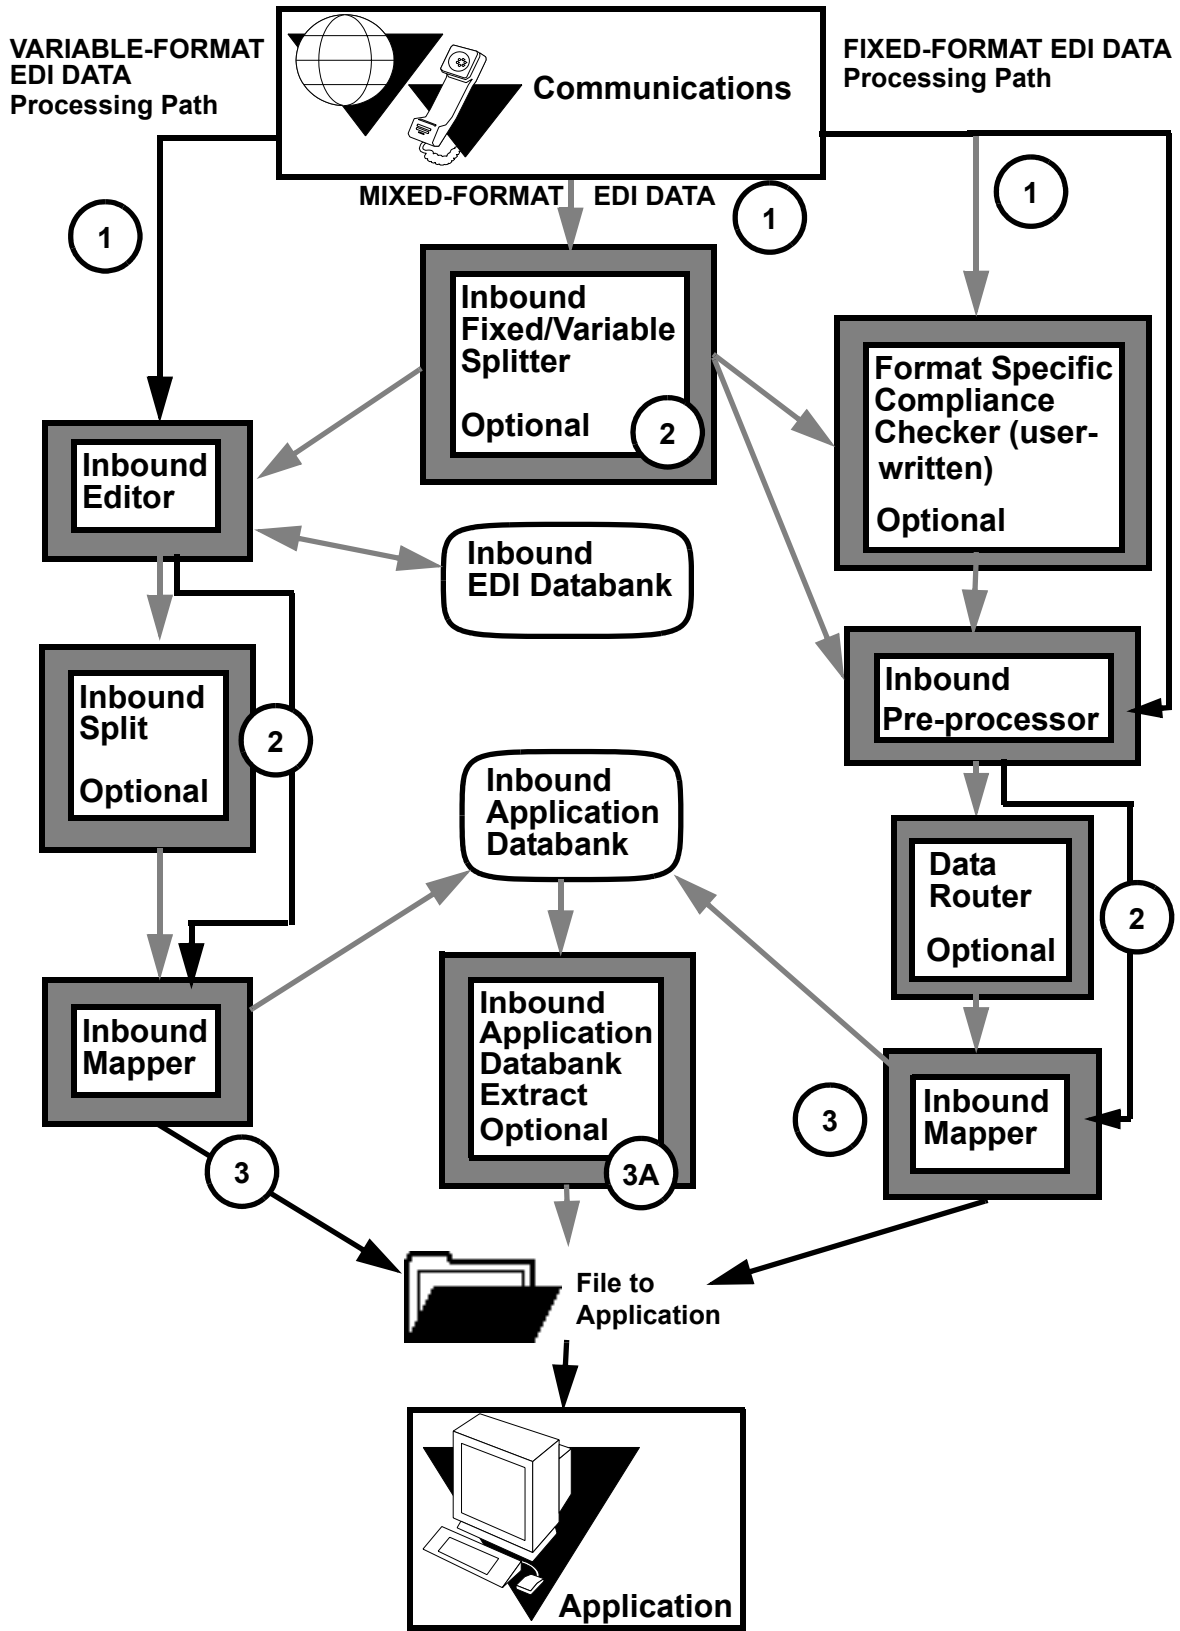 VARIABLE-FORMAT
EDI DATA
Processing Path
Communications
FIXED-FORMAT EDI DATA
Processing Path
MIXED-FORMAT EDI DATA
1
1
1
Inbound
Fixed/Variable
Splitter
Optional
2
Format Specific
Compliance
Checker (user-
written)
Optional
Inbound
Editor
Inbound
EDI Databank
Inbound
Split
Optional
2
Inbound
Pre-processor
Inbound
Application
Databank
Data
Router
Optional
2
Inbound
Mapper
Inbound
Application
Databank
Extract
Optional
3A
Inbound
Mapper
3
3
File to
Application
Application